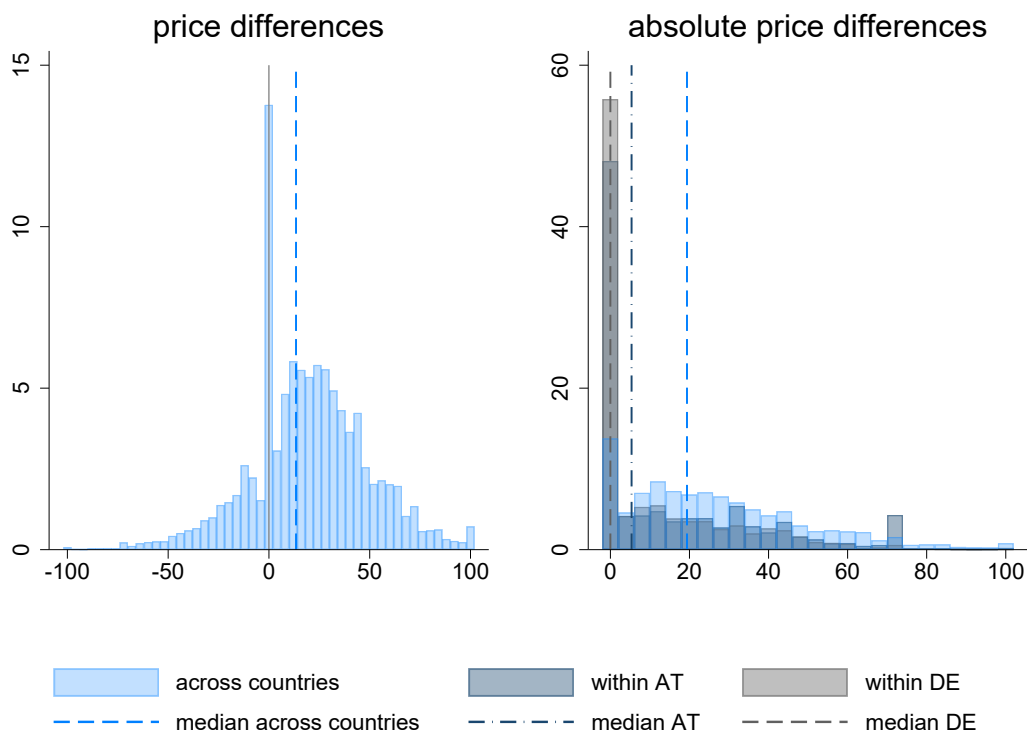 price differences
absolute price differences
15
10
5
0
-100 -50 0 50 100
60
40
20
0
0 20 40 60 80 100
across countries within AT within DE
median across countries median AT median DE